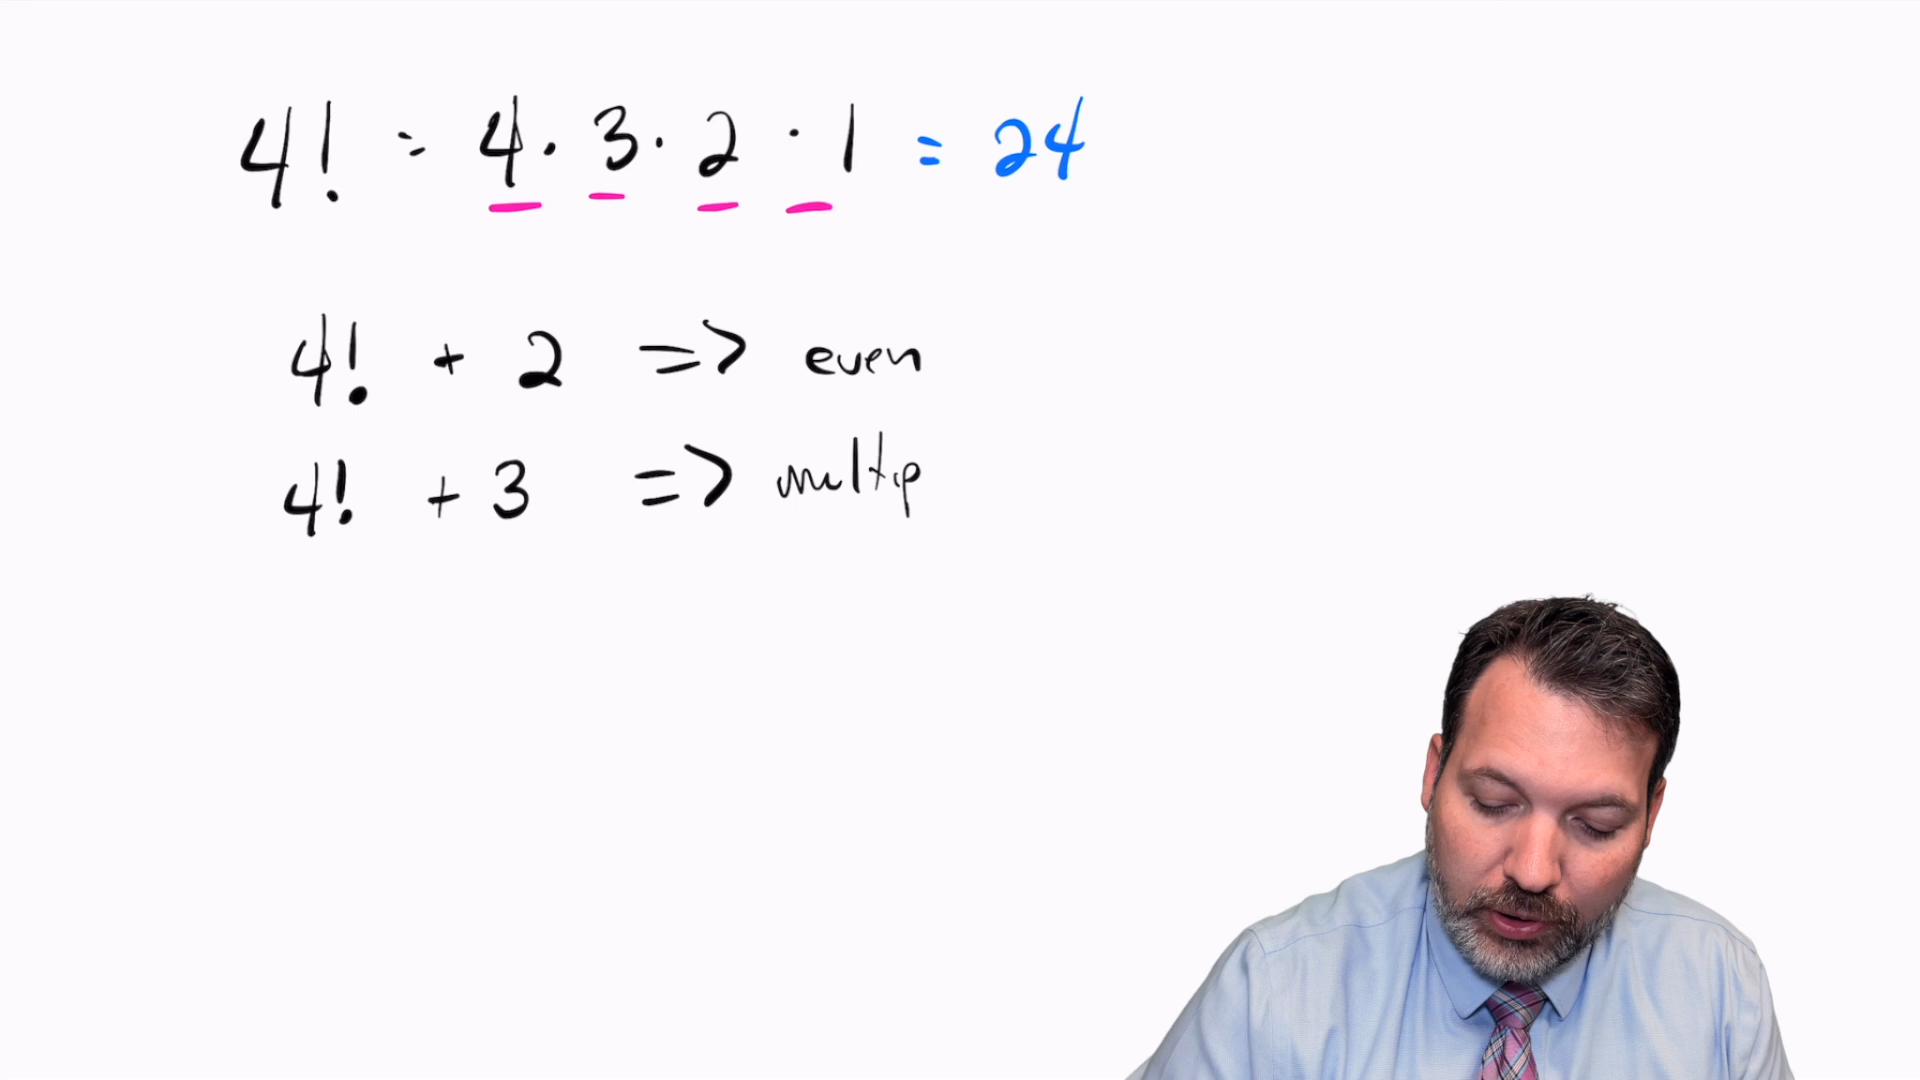 4! = 4 · 3 · 2 · 1 = 24
4! + 2 => even
4! + 3 => multip